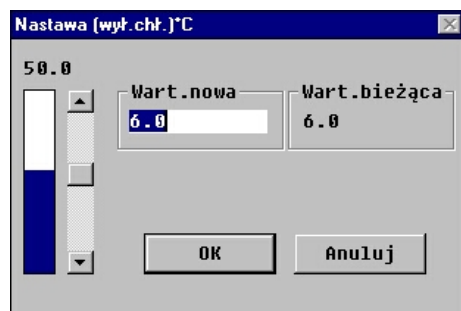 Nastawa (wył.chł.)*C
50.0
Wart.nowa Wart.bieżąca
6.0 6.0
OK Anuluj